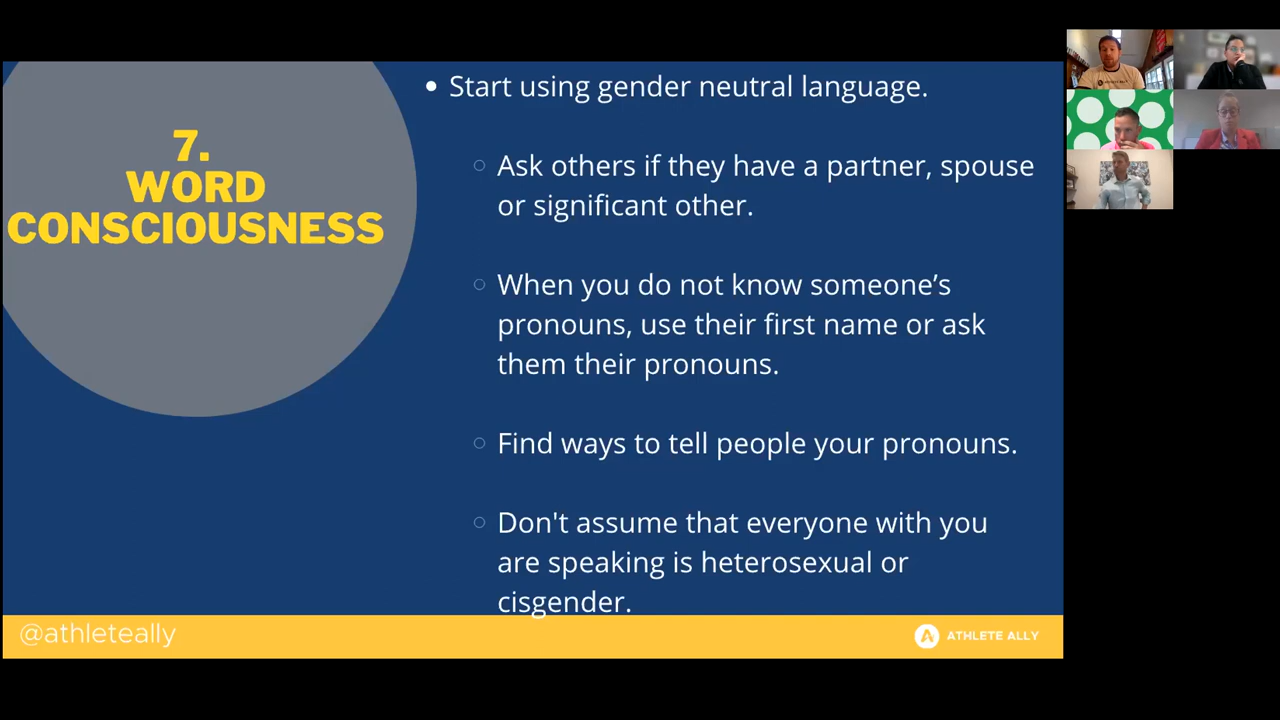 7.
WORD
CONSCIOUSNESS
Start using gender neutral language.
Ask others if they have a partner, spouse
or significant other.
When you do not know someone’s
pronouns, use their first name or ask
them their pronouns.
Find ways to tell people your pronouns.
Don't assume that everyone with you
are speaking is heterosexual or
cisgender.
@athleteally
A ATHLETE ALLY